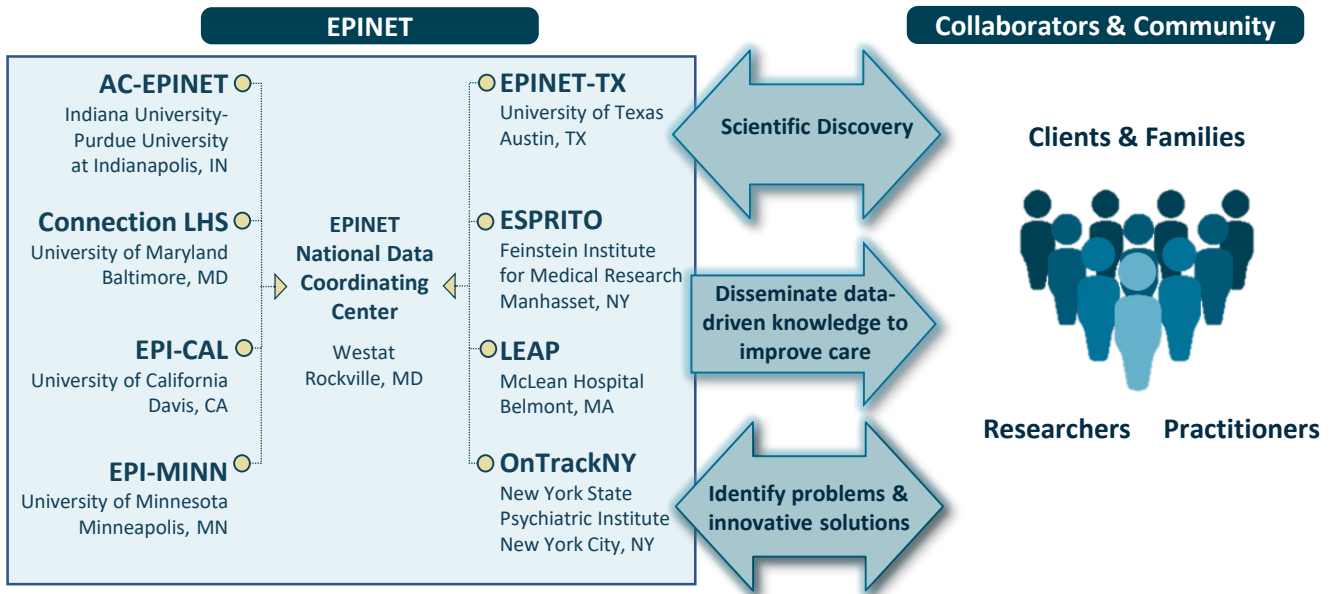 EPINET
Collaborators & Community
AC-EPINET
Indiana University-
Purdue University
at Indianapolis, IN
Connection LHS
University of Maryland
Baltimore, MD
EPI-CAL
University of California
Davis, CA
EPI-MINN
University of Minnesota
Minneapolis, MN
EPINET
National Data
Coordinating
Center
Westat
Rockville, MD
EPINET-TX
University of Texas
Austin, TX
ESPRITO
Feinstein Institute
for Medical Research
Manhasset, NY
LEAP
McLean Hospital
Belmont, MA
OnTrackNY
New York State
Psychiatric Institute
New York City, NY
Scientific Discovery
Disseminate data-
driven knowledge to
improve care
Identify problems &
innovative solutions
Clients & Families
Researchers Practitioners